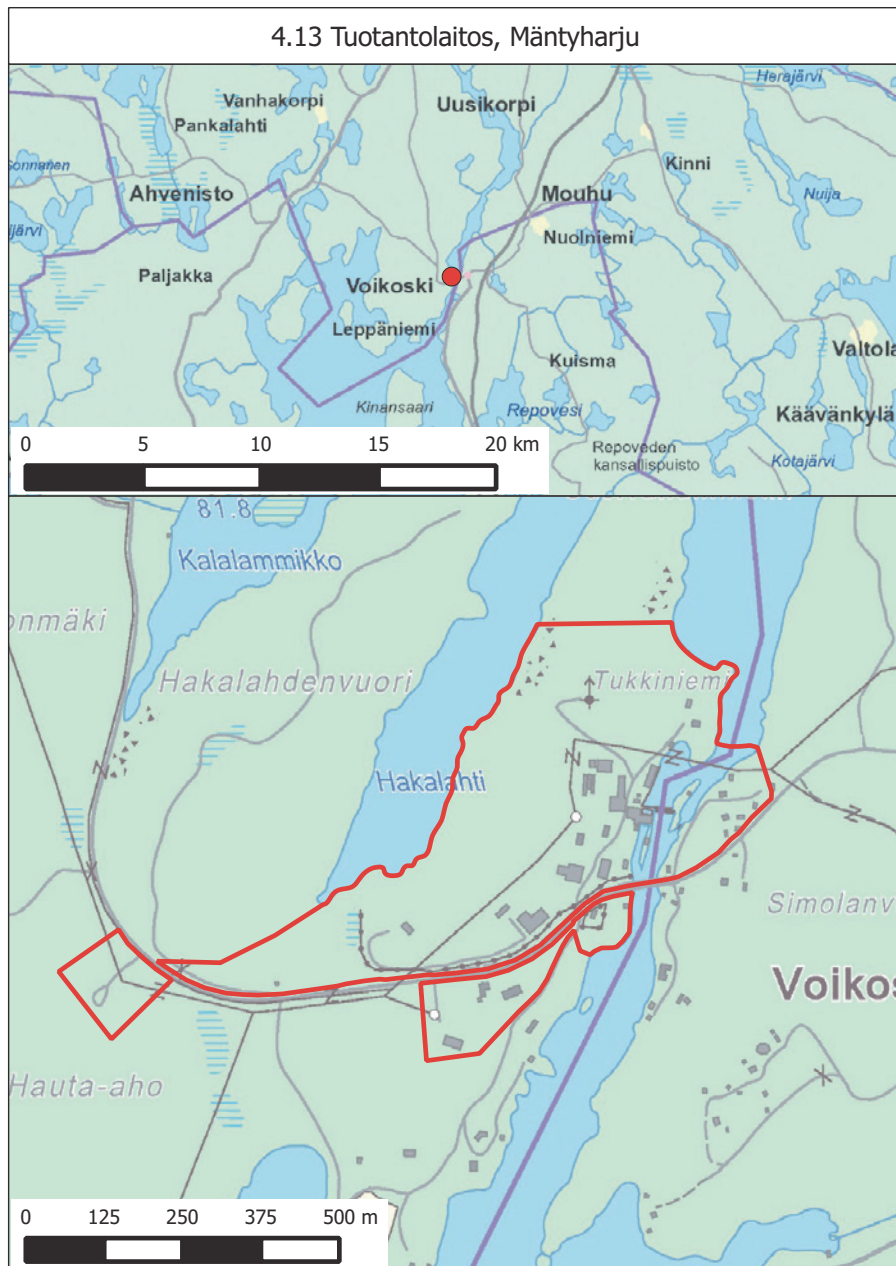 4.13 Tuotantolaitos, Mäntyharju
Herajärvi
Vanhakorpi
Uusikorpi
Pankalahti
Kinni
Ahvenisto
Mouhu
Nuija
Nuolniemi
Paljakka
Voikoski
Leppäniemi
Valtola
Kuisma
Kinansaari
Repovesi
Käävänkylä
Repoveden
kansallispuisto
Kotajärvi
0 5 10 15 20 km
81.8
Kalalammikko
onmäki
Hakalahdenvuori
Tukkiniemi
Hakalahti
Simolanv
Voikos
Hauta-aho
0 125 250 375 500 m